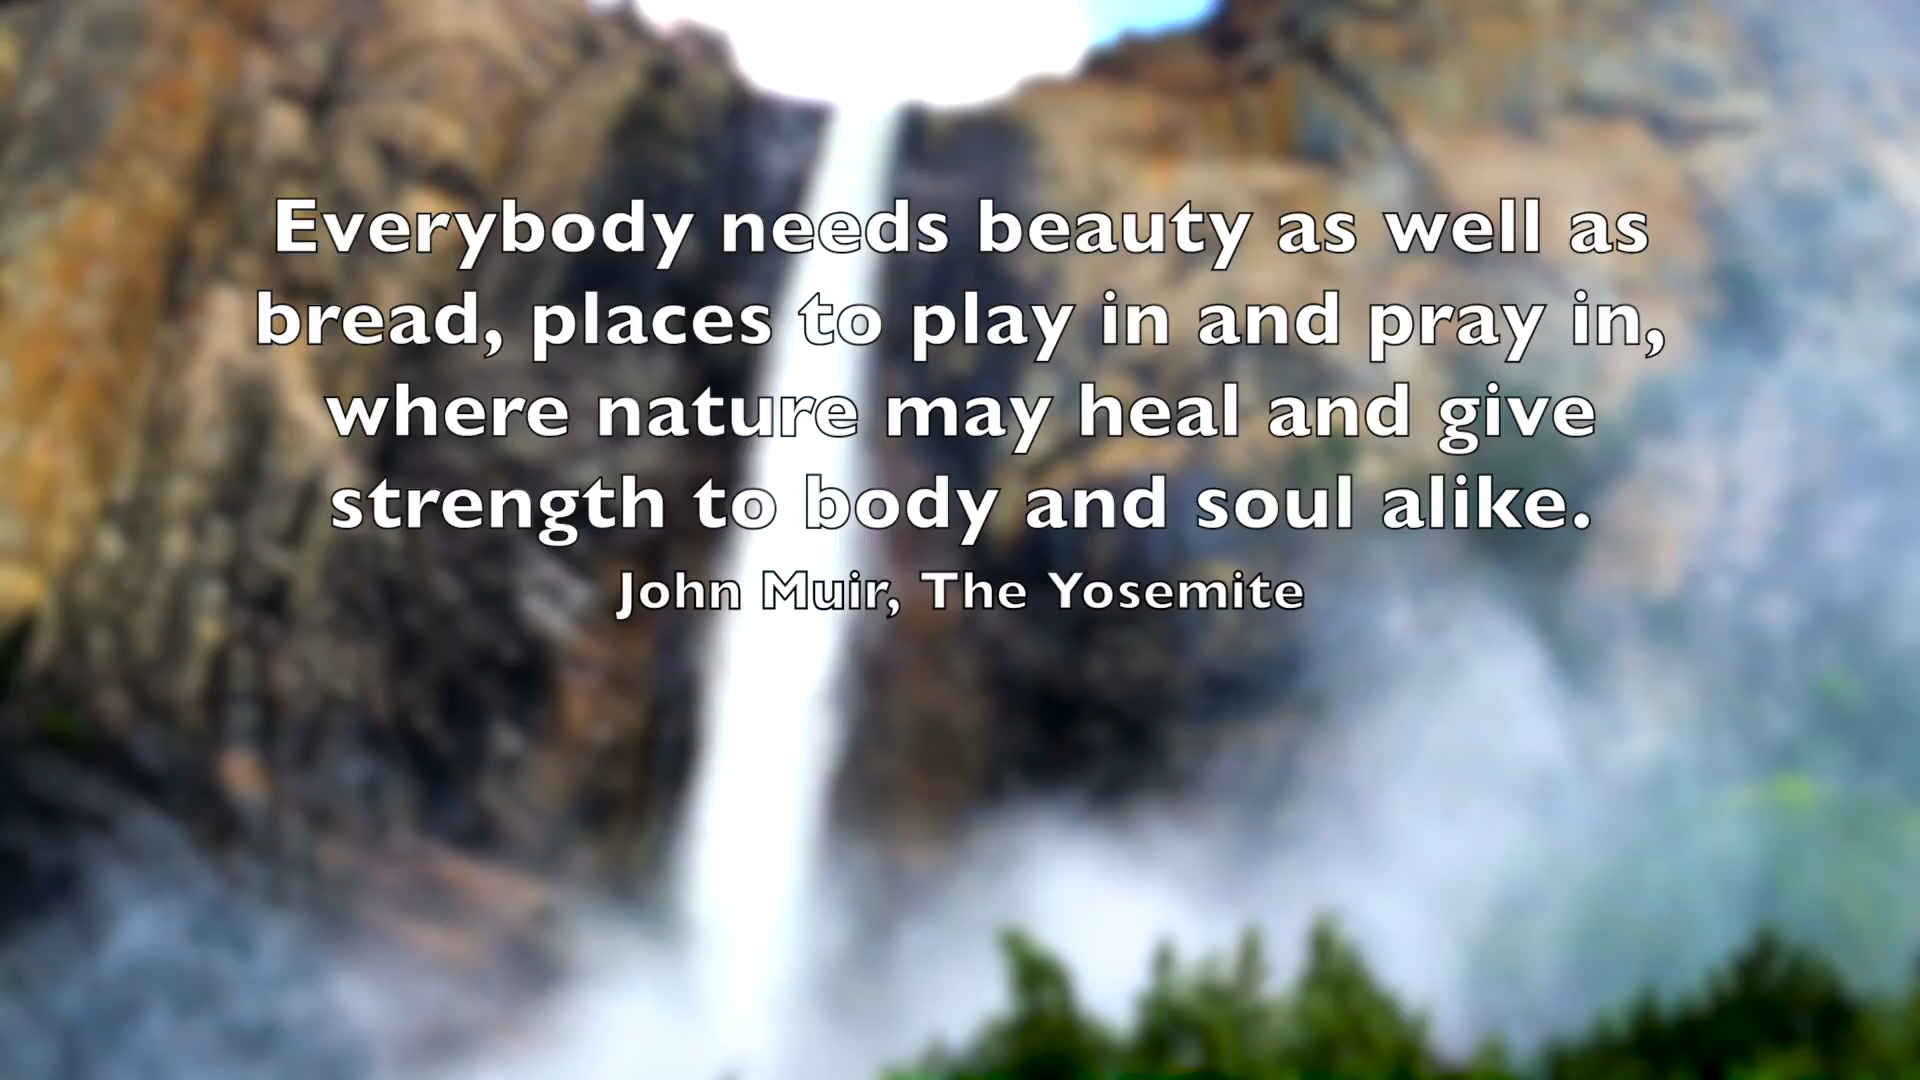 Everybody needs beauty as well as
bread, places to play in and pray in,
where nature may heal and give
strength to body and soul alike.
John Muir, The Yosemite